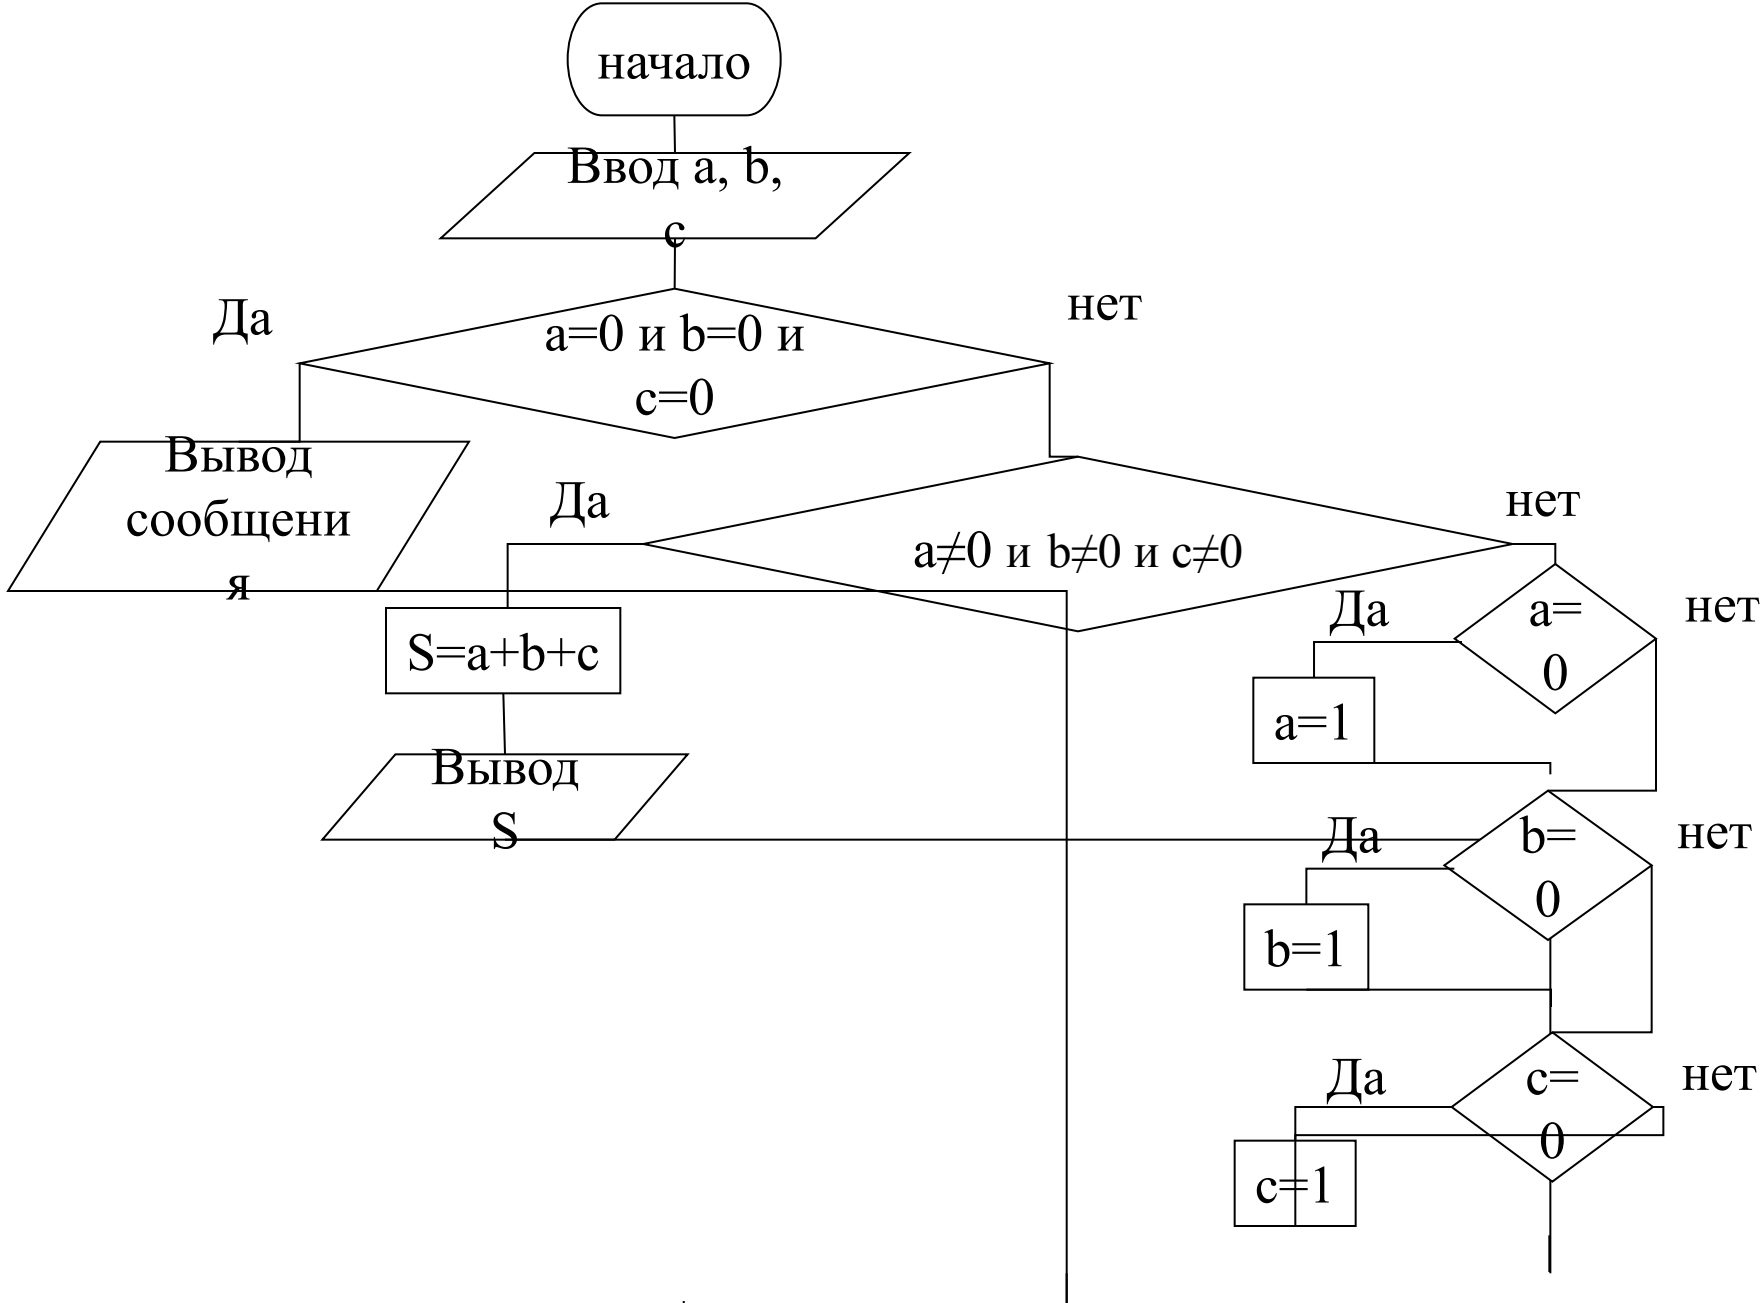 начало
Ввод a, b,
c
Да
нет
a=0 и b=0 и
c=0
Вывод
сообщени
я
Да
нет
a≠0 и b≠0 и c≠0
Да
a=
0
нет
S=a+b+c
a=1
Вывод
S
Да
b=
0
нет
b=1
Да
c=
0
нет
c=1